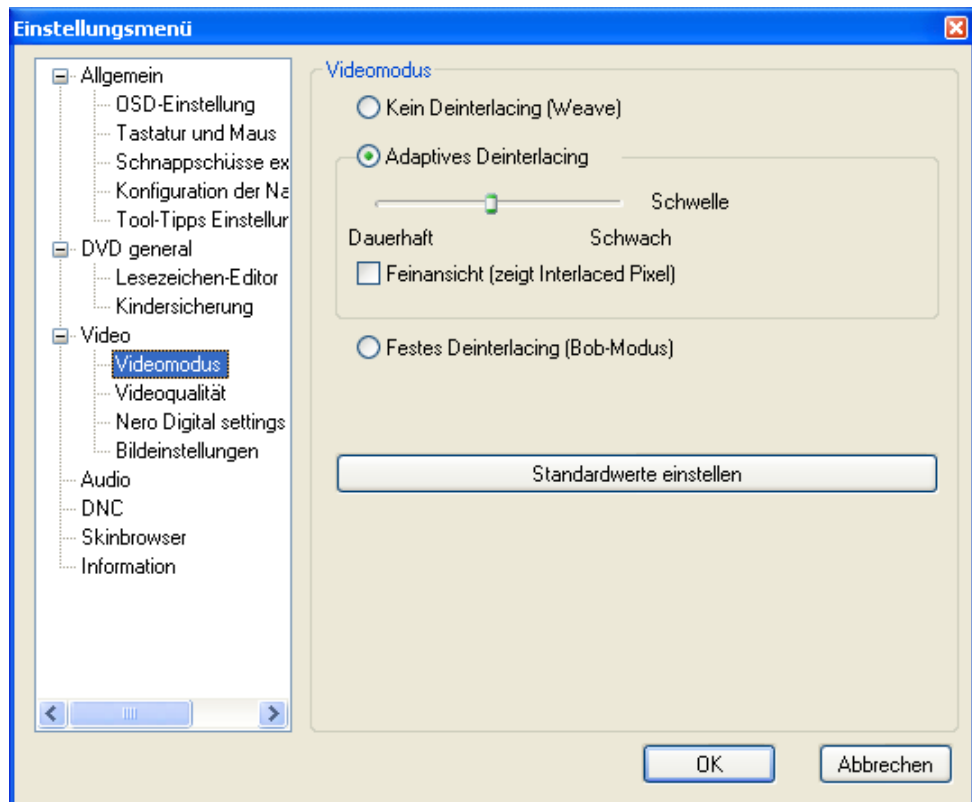 Einstellungsmenü
Allgemein
OSD-Einstellung
Tastatur und Maus
Schnappschüsse ex
Konfiguration der Na
Tool-Tipps Einstellur
DVD general
Lesezeichen-Editor
Kindersicherung
Video
Videomodus
Videoqualität
Nero Digital settings
Bildeinstellungen
Audio
DNC
Skinbrowser
Information
Videomodus
Kein Deinterlacing (Weave)
Adaptives Deinterlacing
Schwelle
Dauerhaft Schwach
Feinansicht (zeigt Interlaced Pixel)
Festes Deinterlacing (Bob-Modus)
Standardwerte einstellen
OK Abbrechen